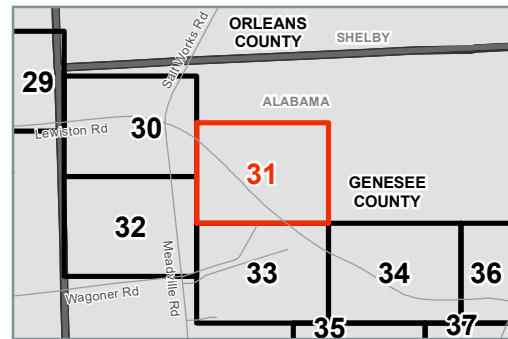 ORLEANS
COUNTY
SHELBY
Salt Works Rd
29
ALABAMA
Lewiston Rd
30
31
GENESEE
COUNTY
32
Meadville Rd
33
34
36
Wagoner Rd
35
37